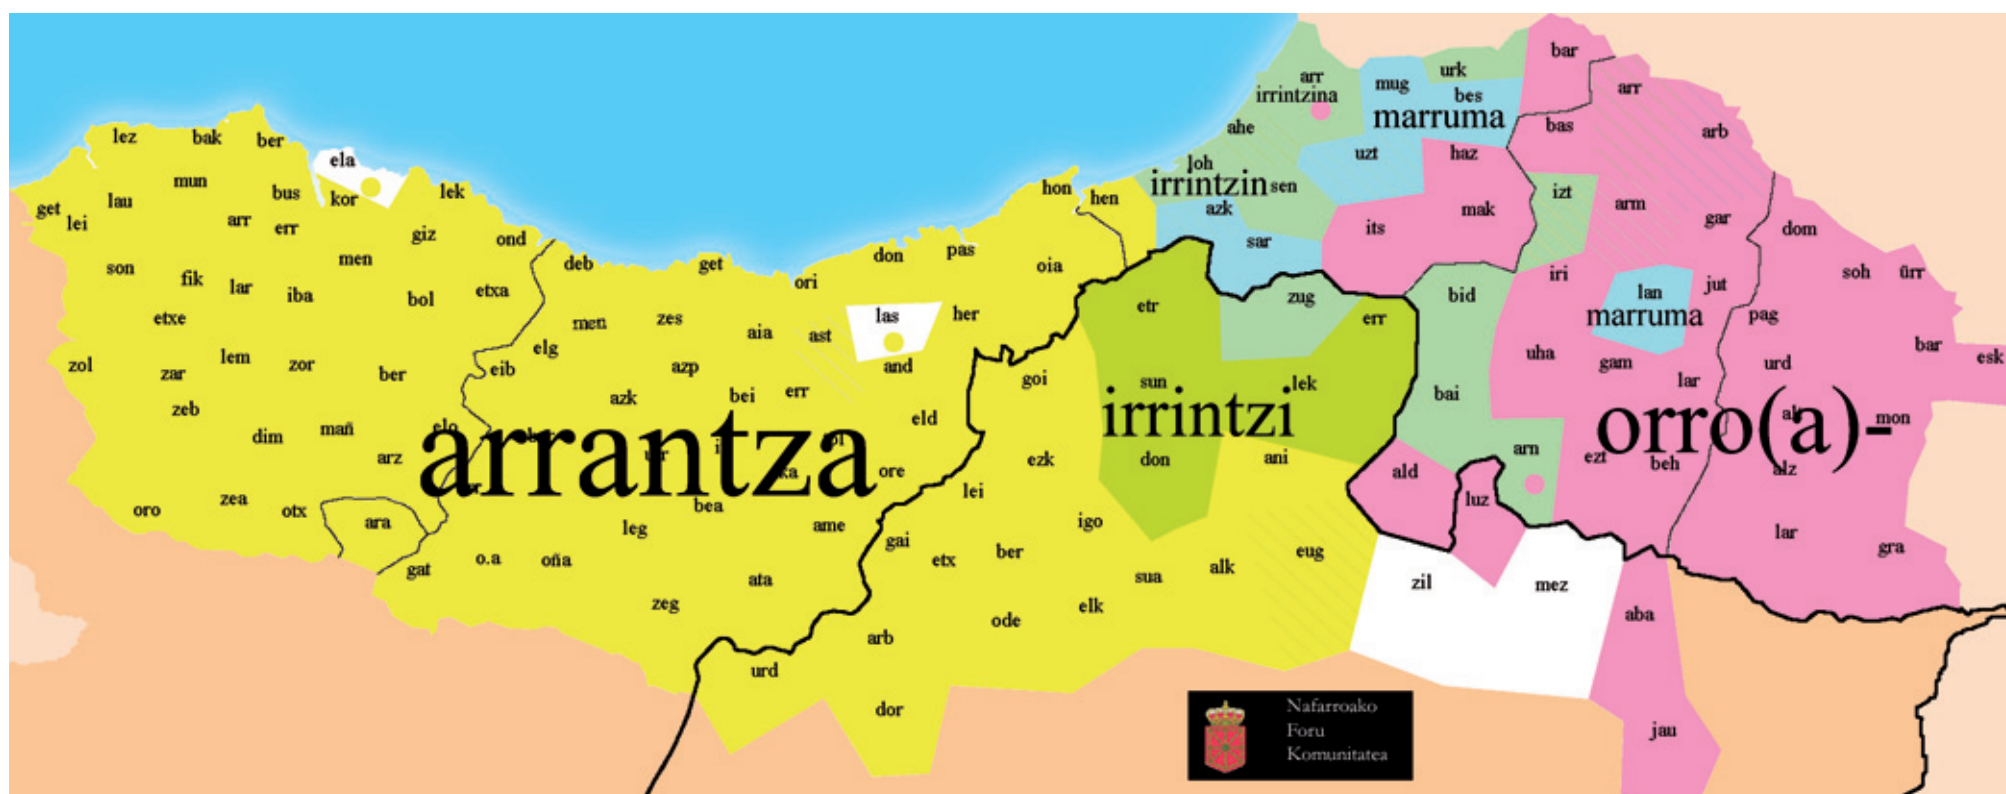 lez
bak
ber
ela
mun
lau
bus
kor
lek
get
lei
arr
err
giz
ond
son
fik
lar
men
iba
bol
etxa
etxe
zol
zar
lem
zor
ber
zeb
dim
mañ
arz
elo
oro
zea
otx
ara
deb
get
ori
don
pas
hon
hen
oia
men
zes
aia
ast
las
her
elg
eib
azp
and
azk
bei
err
eld
arrantza
ore
leg
bea
ame
gat
o.a
oña
ata
zeg
goi
ezk
lei
igo
gai
etx
ber
sua
alk
eug
elk
ode
arb
urd
dor
etr
zug
err
sun
lek
irrintzi
don
ani
arr
irrintzina
ahe
loh
irrintzin
sen
azk
sar
mug
urk
bes
marruma
uzt
haz
its
mak
bar
bas
izt
arr
arb
arm
gar
iri
bid
lan
marruma
jut
uha
gam
lar
bai
arn
ezt
beh
orro(a)-
ald
luz
zil
mez
aba
jau
dom
soh
ürr
pag
urd
bar
esk
mon
alz
lar
gra
Nafarroako
Foru
Komunitatea